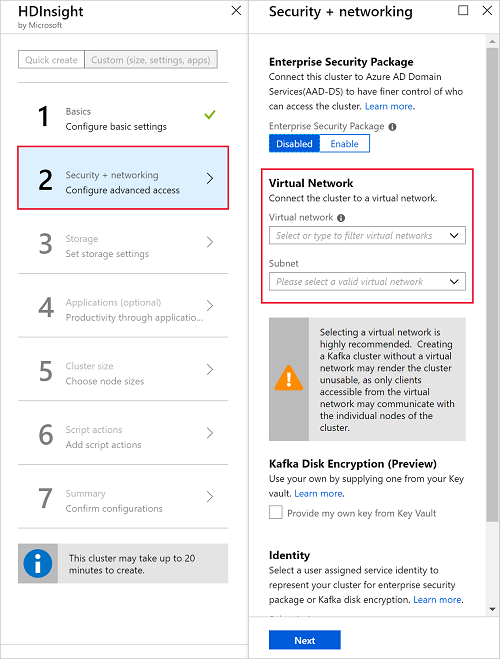 HDInsight
by Microsoft
Quick create
Custom (size, settings, apps)
1
Basics
Configure basic settings
2
Security + networking
Configure advanced access
3
Storage
Set storage settings
4
Applications (optional)
Productivity through applicatio...
5
Cluster size
Choose node sizes
6
Script actions
Add script actions
7
Summary
Confirm configurations
This cluster may take up to 20
minutes to create.
Security + networking
Enterprise Security Package
Connect this cluster to Azure AD Domain
Services(AAD-DS) to have finer control of who
can access the cluster. Learn more.
Enterprise Security Package
Disabled
Enable
Virtual Network
Connect the cluster to a virtual network.
Virtual network
Select or type to filter virtual networks
Subnet
Please select a valid virtual network
Selecting a virtual network is
highly recommended. Creating
a Kafka cluster without a virtual
network may render the cluster
unusable, as only clients
accessible from the virtual
network may communicate with
the individual nodes of the
cluster.
Kafka Disk Encryption (Preview)
Use your own by supplying one from your Key
vault. Learn more.
Provide my own key from Key Vault
Identity
Select a user assigned service identity to
represent your cluster for enterprise security
package or Kafka disk encryption. Learn more.
Next